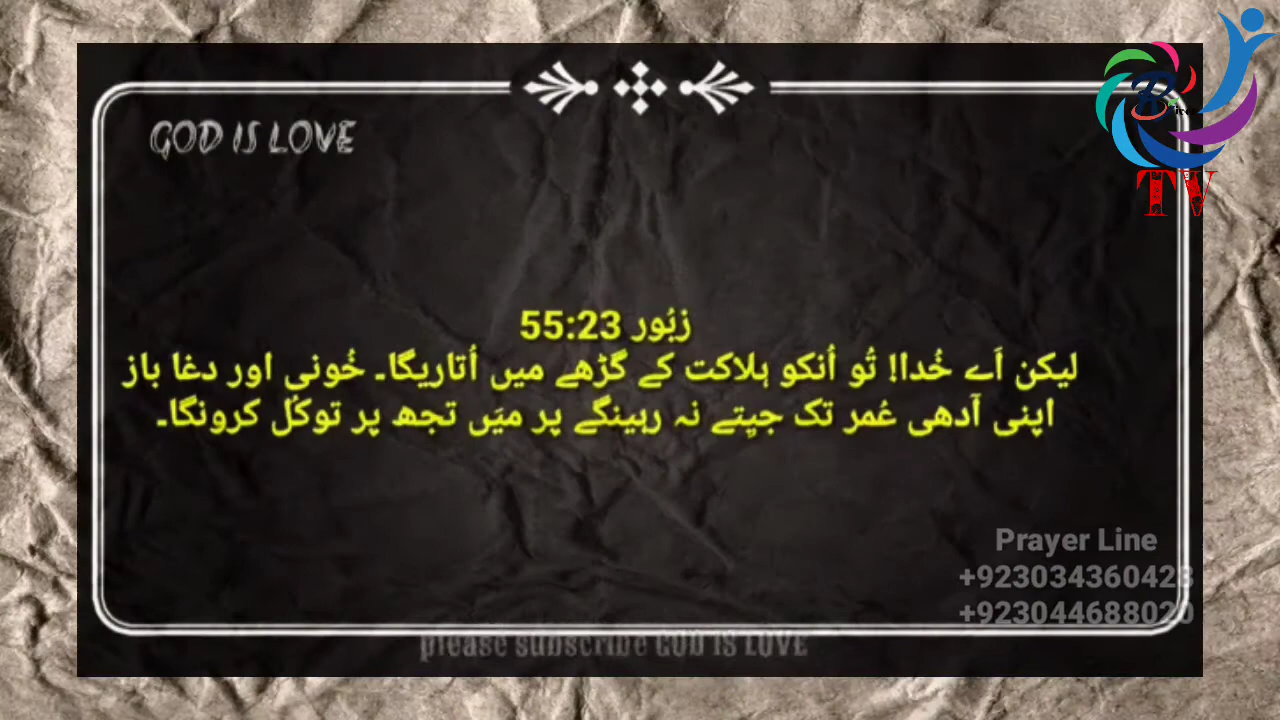 GOD IS LOVE
TV
زبُور 55:23
لیکن اَے خُدا! تُو اُنکو ہلاکت کے گڑھے میں اُتاریگا۔ خُونی اور دغا باز
اپنی آدھی عُمر تک جیتے نہ رہینگے پر میَں تجھ پر توکل کرونگا۔
Prayer Line
+923034360423
+923044688020
please subscribe GOD IS LOVE